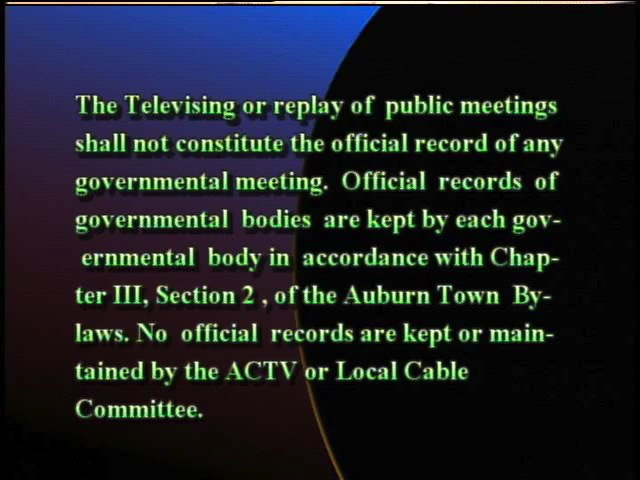 The Televising or replay of public meetings
shall not constitute the official record of any
governmental meeting. Official records of
governmental bodies are kept by each gov-
ernmental body in accordance with Chap-
ter III, Section 2 , of the Auburn Town By-
laws. No official records are kept or main-
tained by the ACTV or Local Cable
Committee.